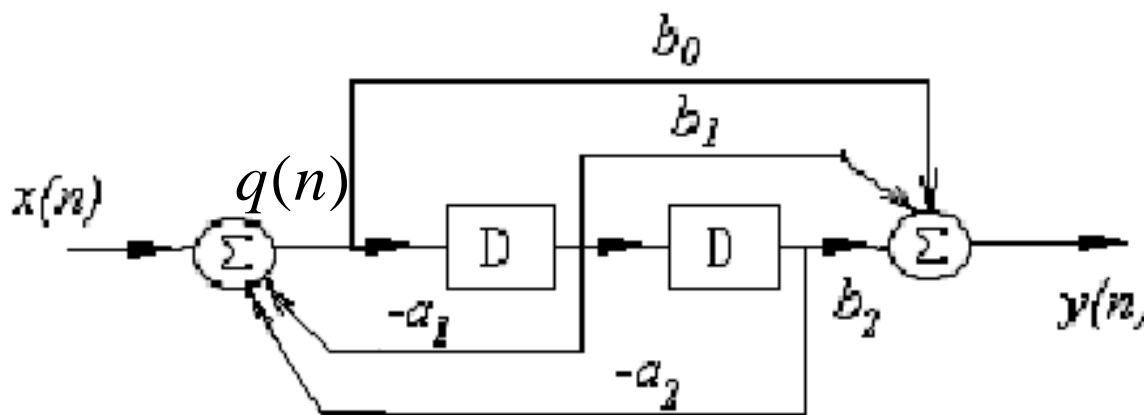 b₀
b₁
q(n)
x(n)
Σ
D
D
Σ
-a₁
b₂
y(n)
-a₂